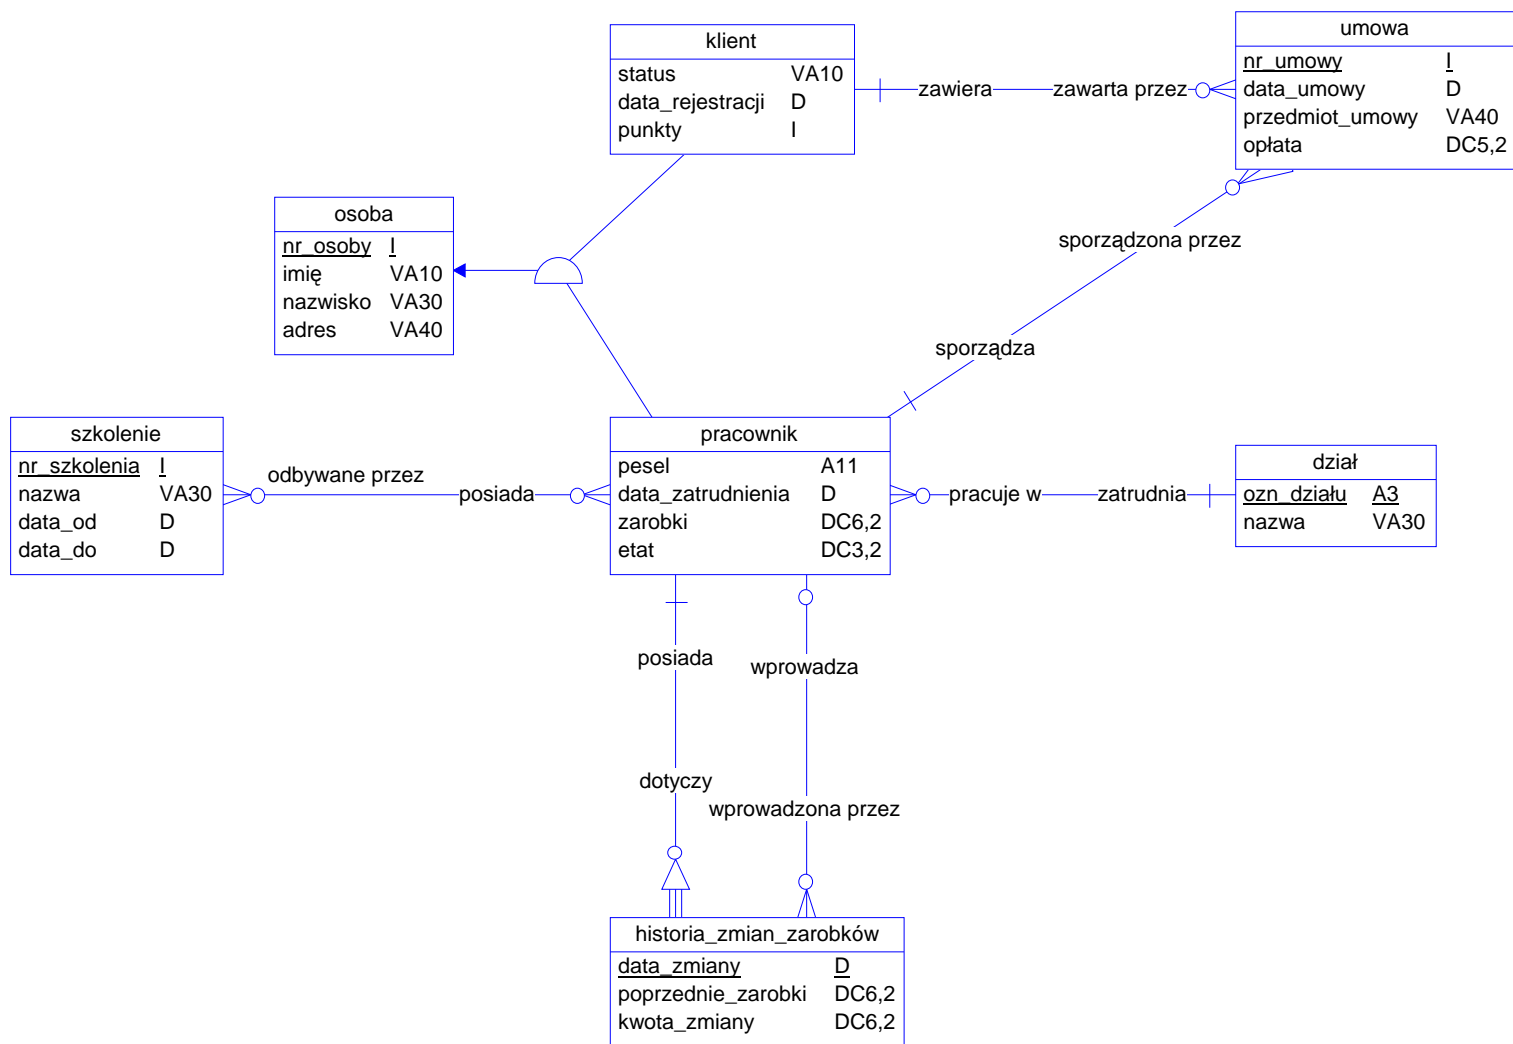 klient
status VA10
data_rejestracji D
punkty I
zawiera
zawarta przez
umowa
nr_umowy I
data_umowy D
przedmiot_umowy VA40
opłata DC5,2
osoba
nr_osoby I
imię VA10
nazwisko VA30
adres VA40
sporządzona przez
sporządza
szkolenie
nr_szkolenia I
nazwa VA30
data_od D
data_do D
odbywane przez
posiada
pracownik
pesel A11
data_zatrudnienia D
zarobki DC6,2
etat DC3,2
pracuje w
zatrudnia
dział
ozn_działu A3
nazwa VA30
posiada
wprowadza
dotyczy
wprowadzona przez
historia_zmian_zarobków
data_zmiany D
poprzednie_zarobki DC6,2
kwota_zmiany DC6,2